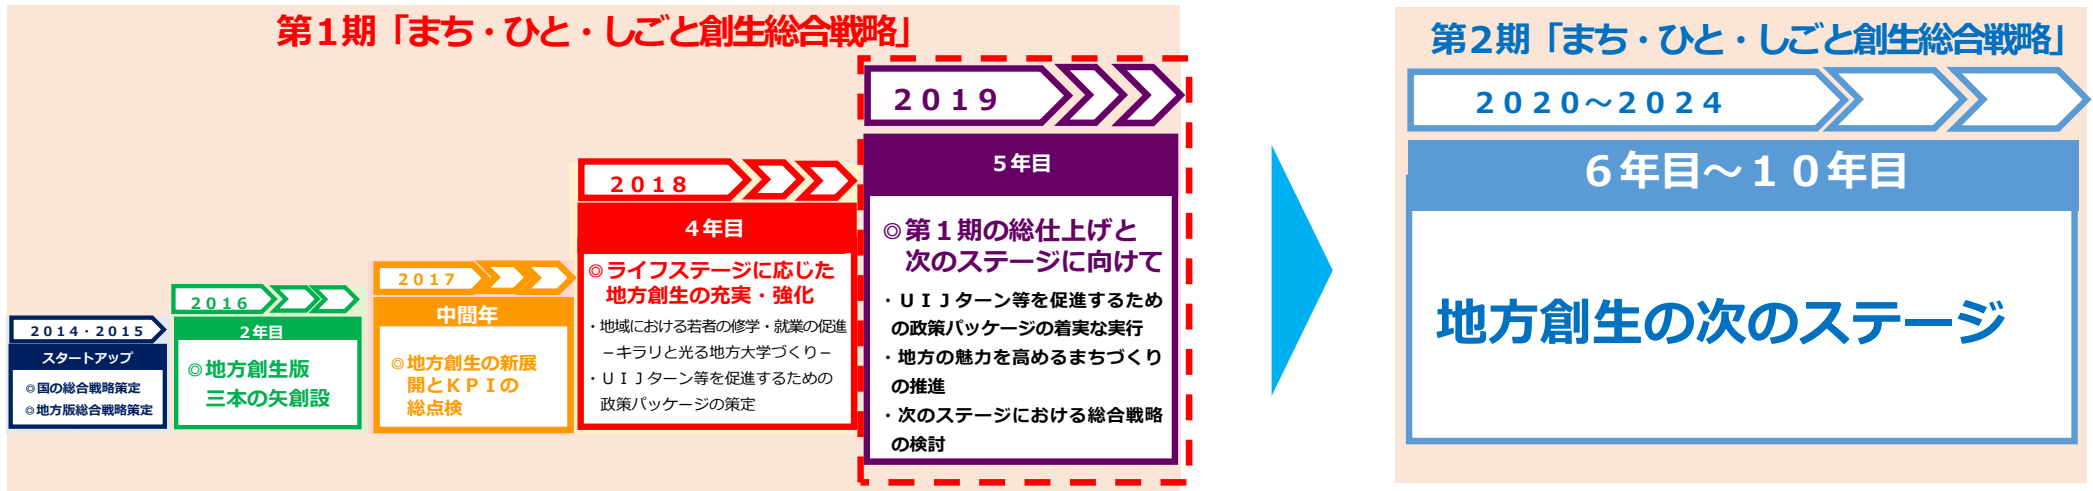 第１期「まち・ひと・しごと創生総合戦略」
２０１４・２０１５
スタートアップ
◎国の総合戦略策定
◎地方版総合戦略策定
２０１６
２年目
◎地方創生版
三本の矢創設
２０１７
中間年
◎地方創生の新展
開とＫＰＩの
総点検
２０１８
４年目
◎ライフステージに応じた
地方創生の充実・強化
・地域における若者の修学・就業の促進
－キラリと光る地方大学づくり－
・ＵＩＪターン等を促進するための
政策パッケージの策定
２０１９
５年目
◎第１期の総仕上げと
次のステージに向けて
・ＵＩＪターン等を促進するため
の政策パッケージの着実な実行
・地方の魅力を高めるまちづくり
の推進
・次のステージにおける総合戦略
の検討
第２期「まち・ひと・しごと創生総合戦略」
２０２０～２０２４
６年目～１０年目
地方創生の次のステージ